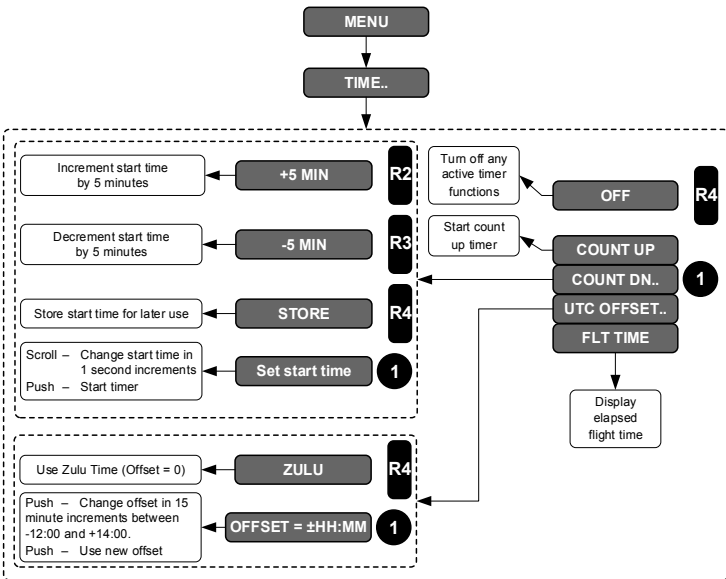 MENU
TIME..
Increment start time
by 5 minutes
+5 MIN
R2
Decrement start time
by 5 minutes
-5 MIN
R3
Store start time for later use
STORE
R4
Scroll – Change start time in
1 second increments
Push – Start timer
Set start time
1
Turn off any
active timer
functions
OFF
R4
Start count
up timer
COUNT UP
COUNT DN..
1
UTC OFFSET..
FLT TIME
Display
elapsed
flight time
Use Zulu Time (Offset = 0)
ZULU
R4
Push – Change offset in 15
minute increments between
-12:00 and +14:00.
Push – Use new offset
OFFSET = ±HH:MM
1